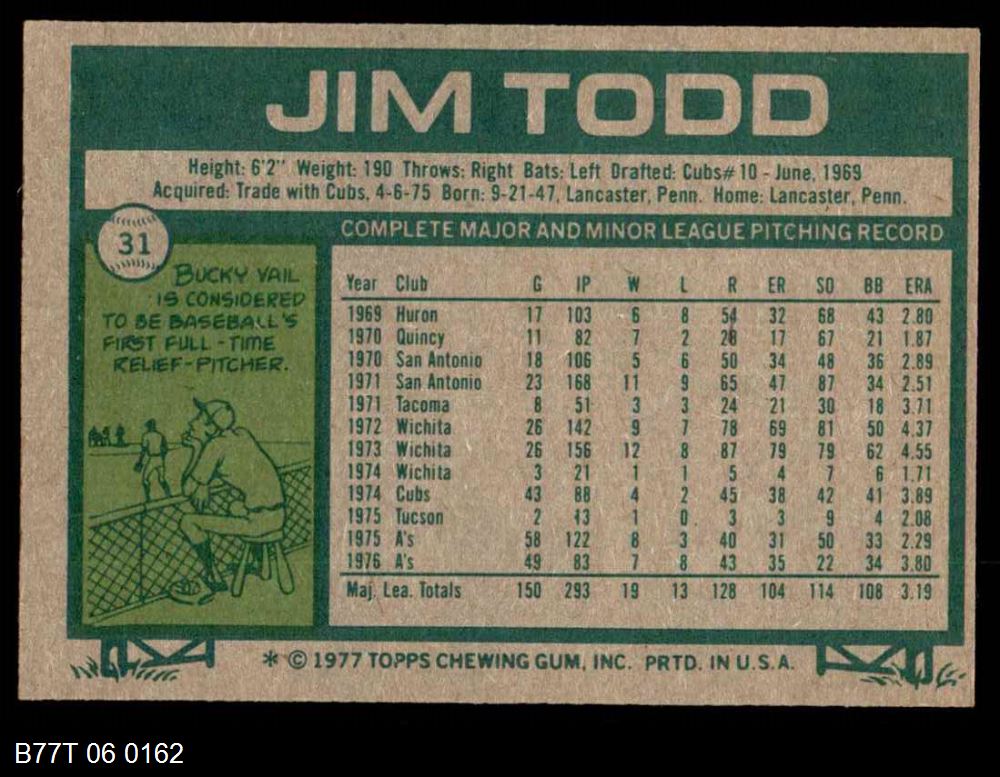 JIM TODD
Height: 6'2" Weight: 190 Throws: Right Bats: Left Drafted: Cubs# 10 - June, 1969
Acquired: Trade with Cubs, 4-6-75 Born: 9-21-47, Lancaster, Penn. Home: Lancaster, Penn.
31
BUCKY VAIL
IS CONSIDERED
TO BE BASEBALL'S
FIRST FULL-TIME
RELIEF-PITCHER.
COMPLETE MAJOR AND MINOR LEAGUE PITCHING RECORD
Year Club G IP W L R ER SO BB ERA
1969 Huron 17 103 6 8 54 32 68 43 2.80
1970 Quincy 11 82 7 2 28 17 67 21 1.87
1970 San Antonio 18 106 5 6 50 34 48 36 2.89
1971 San Antonio 23 168 11 9 65 47 87 34 2.51
1971 Tacoma 8 51 3 3 24 21 30 18 3.71
1972 Wichita 26 142 9 7 78 69 81 50 4.37
1973 Wichita 26 156 12 8 87 79 79 62 4.55
1974 Wichita 3 21 1 1 5 4 7 6 1.71
1974 Cubs 43 88 4 2 45 38 42 41 3.89
1975 Tucson 2 13 1 0 3 3 9 4 2.08
1975 A's 58 122 8 3 40 31 50 33 2.29
1976 A's 49 83 7 8 43 35 22 34 3.80
Maj. Lea. Totals 150 293 19 13 128 104 114 108 3.19
* © 1977 TOPPS CHEWING GUM, INC. PRTD. IN U.S.A.
B77T 06 0162